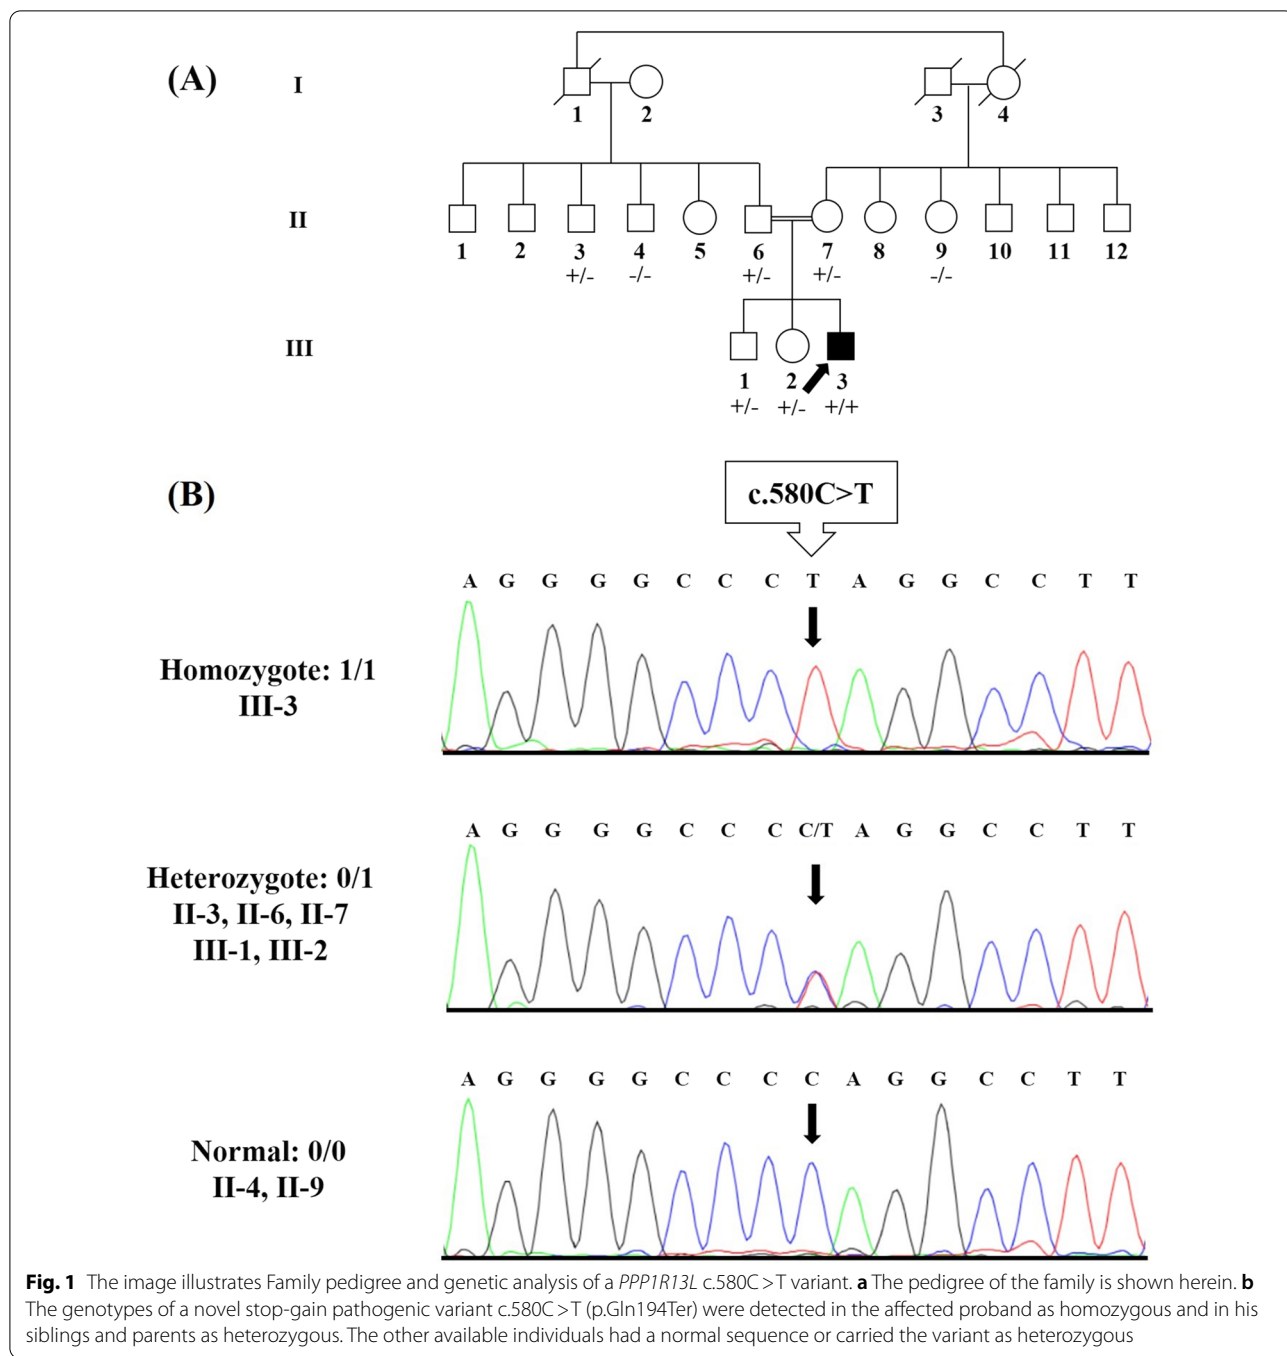 (A)
I
1 2 3 4
II
1 2 3 4 5 6 7 8 9 10 11 12
+/- -/- +/- +/- -/-
III
1 2 3
+/- +/- +/+
(B)
c.580C>T
A G G G G C C C T A G G C C T T
Homozygote: 1/1
III-3
A G G G G C C C C/T A G G C C T T
Heterozygote: 0/1
II-3, II-6, II-7
III-1, III-2
A G G G G C C C C A G G C C T T
Normal: 0/0
II-4, II-9
Fig. 1 The image illustrates Family pedigree and genetic analysis of a PPP1R13L c.580C>T variant. a The pedigree of the family is shown herein. b
The genotypes of a novel stop-gain pathogenic variant c.580C>T (p.Gln194Ter) were detected in the affected proband as homozygous and in his
siblings and parents as heterozygous. The other available individuals had a normal sequence or carried the variant as heterozygous